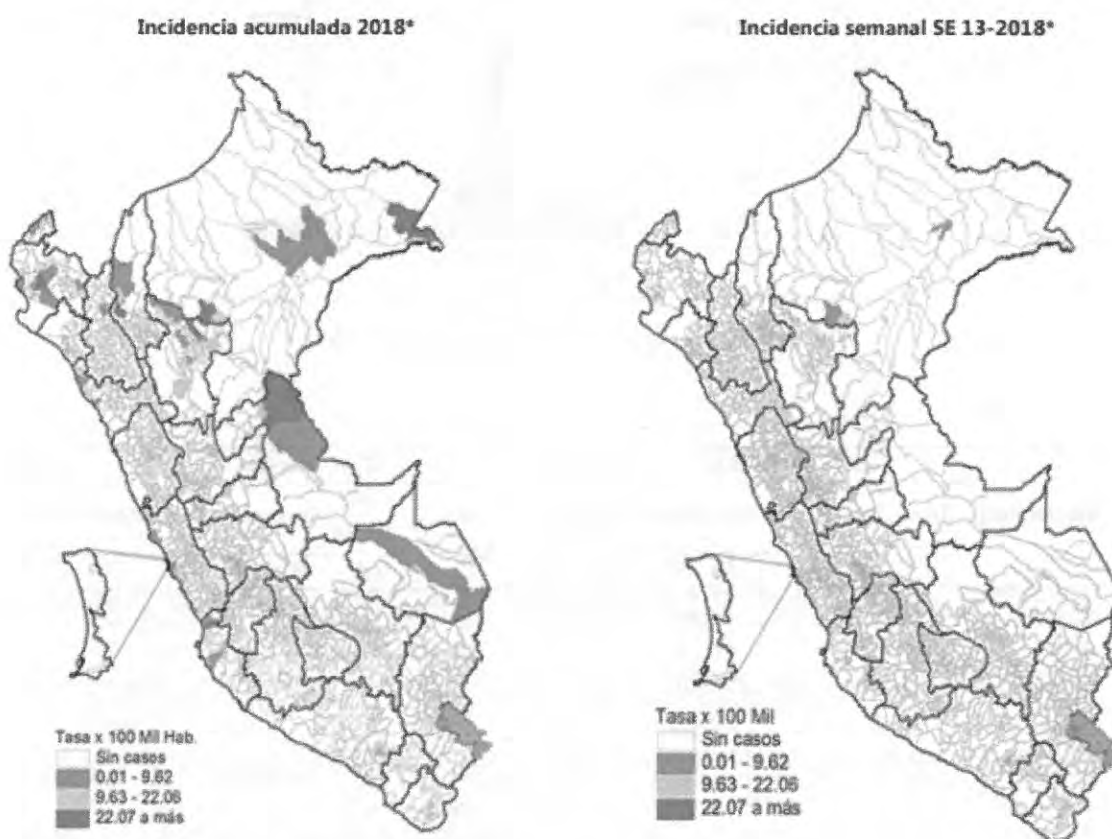 Incidencia acumulada 2018*
Incidencia semanal SE 13-2018*
Tasa x 100 Mil Hab.
Sin casos
0.01 - 9.62
9.63 - 22.06
22.07 a más
Tasa x 100 Mil
Sin casos
0.01 - 9.62
9.63 - 22.06
22.07 a más